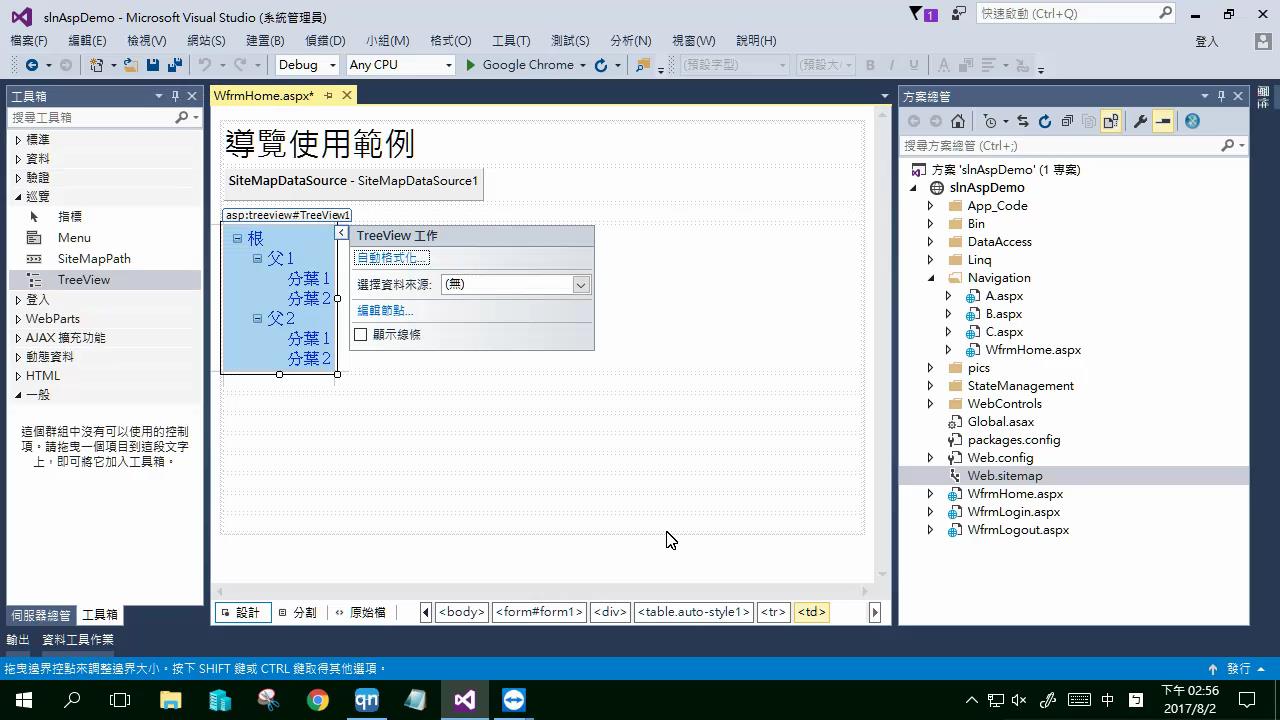 slnAspDemo - Microsoft Visual Studio (系統管理員)
1
快速啟動 (Ctrl+Q)
檔案(F) 編輯(E) 檢視(V) 網站(S) 建置(B) 偵錯(D) 小組(M) 格式(O) 工具(T) 測試(S) 分析(N) 視窗(W) 說明(H)
登入
Debug Any CPU Google Chrome (預設字型) (預設大 B I U A
工具箱
搜尋工具箱
標準
資料
驗證
巡覽
指標
Menu
SiteMapPath
TreeView
登入
WebParts
AJAX 擴充功能
動態資料
HTML
一般
這個群組中沒有可以使用的控制
項。請拖曳一個項目到這段文字
上，即可將它加入工具箱。
伺服器總管 工具箱
WfrmHome.aspx*
導覽使用範例
SiteMapDataSource - SiteMapDataSource1
asp:treeview#TreeView1
根
父1
分葉1
分葉2
父2
分葉1
分葉2
TreeView 工作
自動格式化...
選擇資料來源: (無)
編輯節點...
顯示線條
設計 分割 原始檔
<body> <form#form1> <div> <table.auto-style1> <tr> <td>
方案總管
搜尋方案總管 (Ctrl+;)
方案 'slnAspDemo' (1 專案)
slnAspDemo
App_Code
Bin
DataAccess
Linq
Navigation
A.aspx
B.aspx
C.aspx
WfrmHome.aspx
pics
StateManagement
WebControls
Global.asax
packages.config
Web.config
Web.sitemap
WfrmHome.aspx
WfrmLogin.aspx
WfrmLogout.aspx
輸出 資料工具作業
拖曳邊界控點來調整邊界大小。按下 SHIFT 鍵或 CTRL 鍵取得其他選項。
發行
qn
中
下午 02:56
2017/8/2